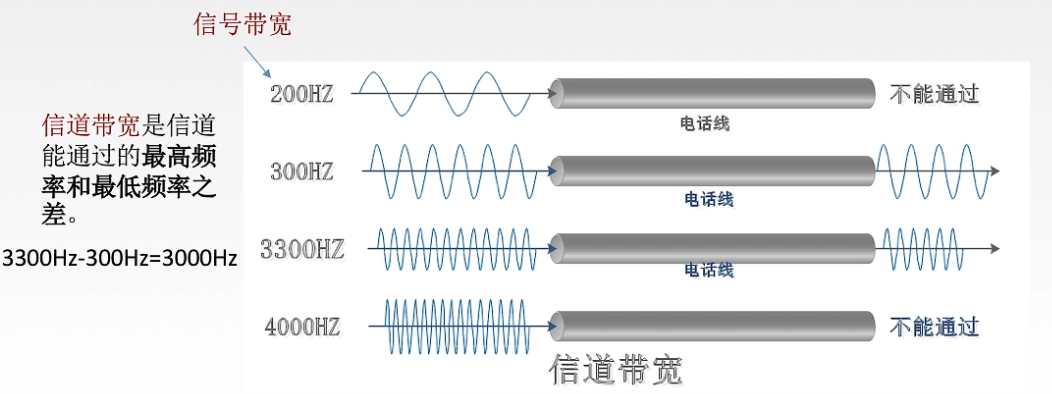 信号带宽
200HZ
不能通过
电话线
信道带宽是信道
能通过的最高频
率和最低频率之
差。
3300Hz-300Hz=3000Hz
300HZ
电话线
3300HZ
电话线
4000HZ
不能通过
信道带宽